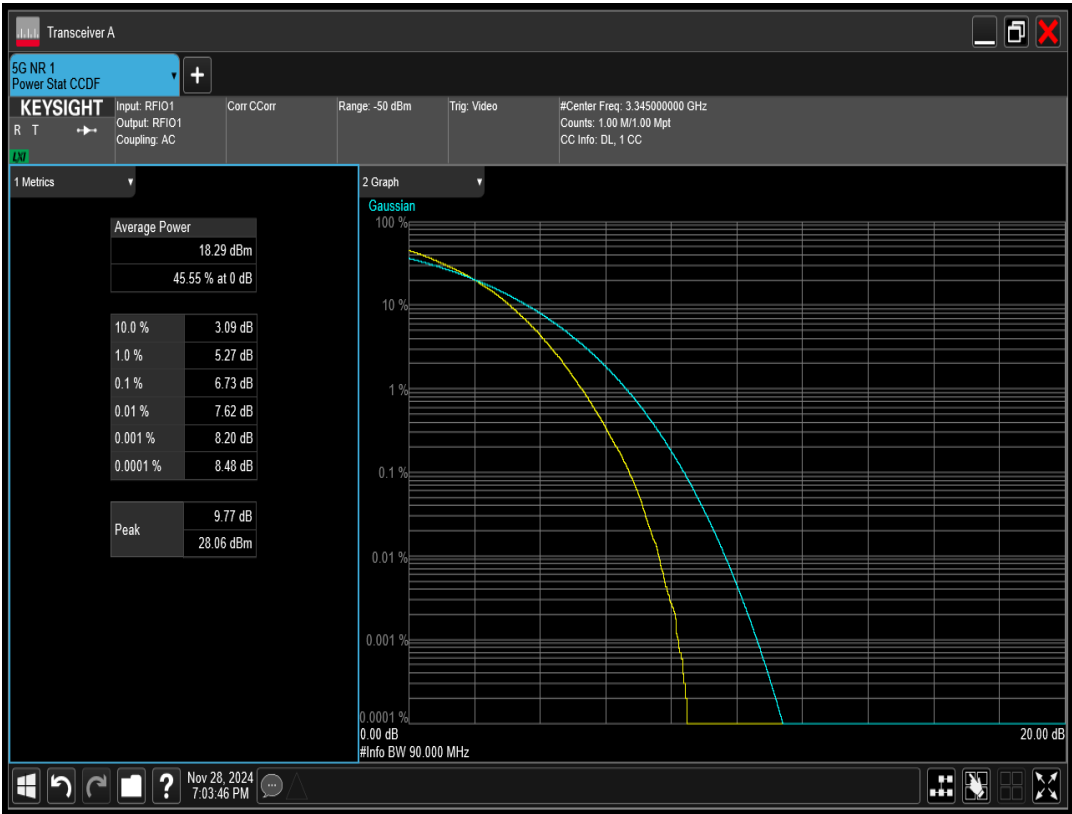 Transceiver A
5G NR 1
Power Stat CCDF
KEYSIGHT
R T
LXI
Input: RFIO1
Output: RFIO1
Coupling: AC
Corr CCorr
Range: -50 dBm
Trig: Video
#Center Freq: 3.345000000 GHz
Counts: 1.00 M/1.00 Mpt
CC Info: DL, 1 CC
1 Metrics
Average Power
18.29 dBm
45.55 % at 0 dB
10.0 % 3.09 dB
1.0 % 5.27 dB
0.1 % 6.73 dB
0.01 % 7.62 dB
0.001 % 8.20 dB
0.0001 % 8.48 dB
Peak 9.77 dB
28.06 dBm
2 Graph
Gaussian
100 %
10 %
1 %
0.1 %
0.01 %
0.001 %
0.0001 %
0.00 dB 20.00 dB
#Info BW 90.000 MHz
Nov 28, 2024
7:03:46 PM